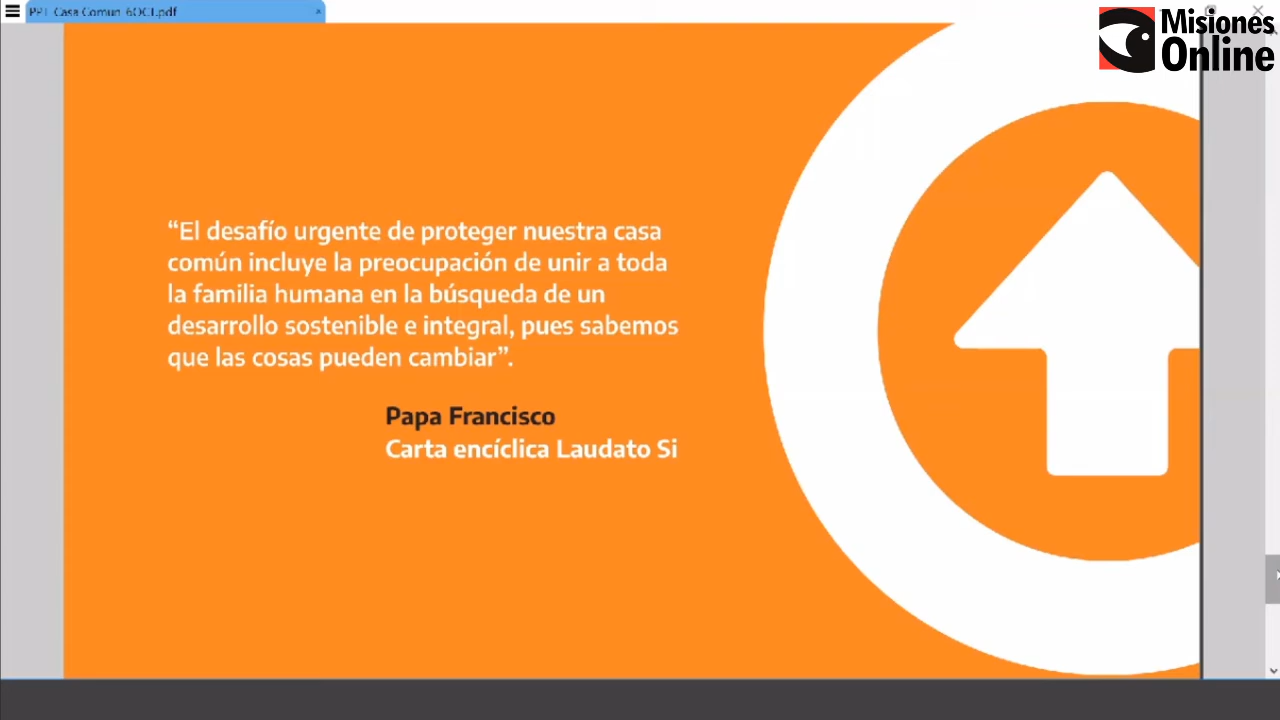 PPT Casa Comun_6OCT.pdf
Misiones
Online
“El desafío urgente de proteger nuestra casa
común incluye la preocupación de unir a toda
la familia humana en la búsqueda de un
desarrollo sostenible e integral, pues sabemos
que las cosas pueden cambiar”.
Papa Francisco
Carta encíclica Laudato Si